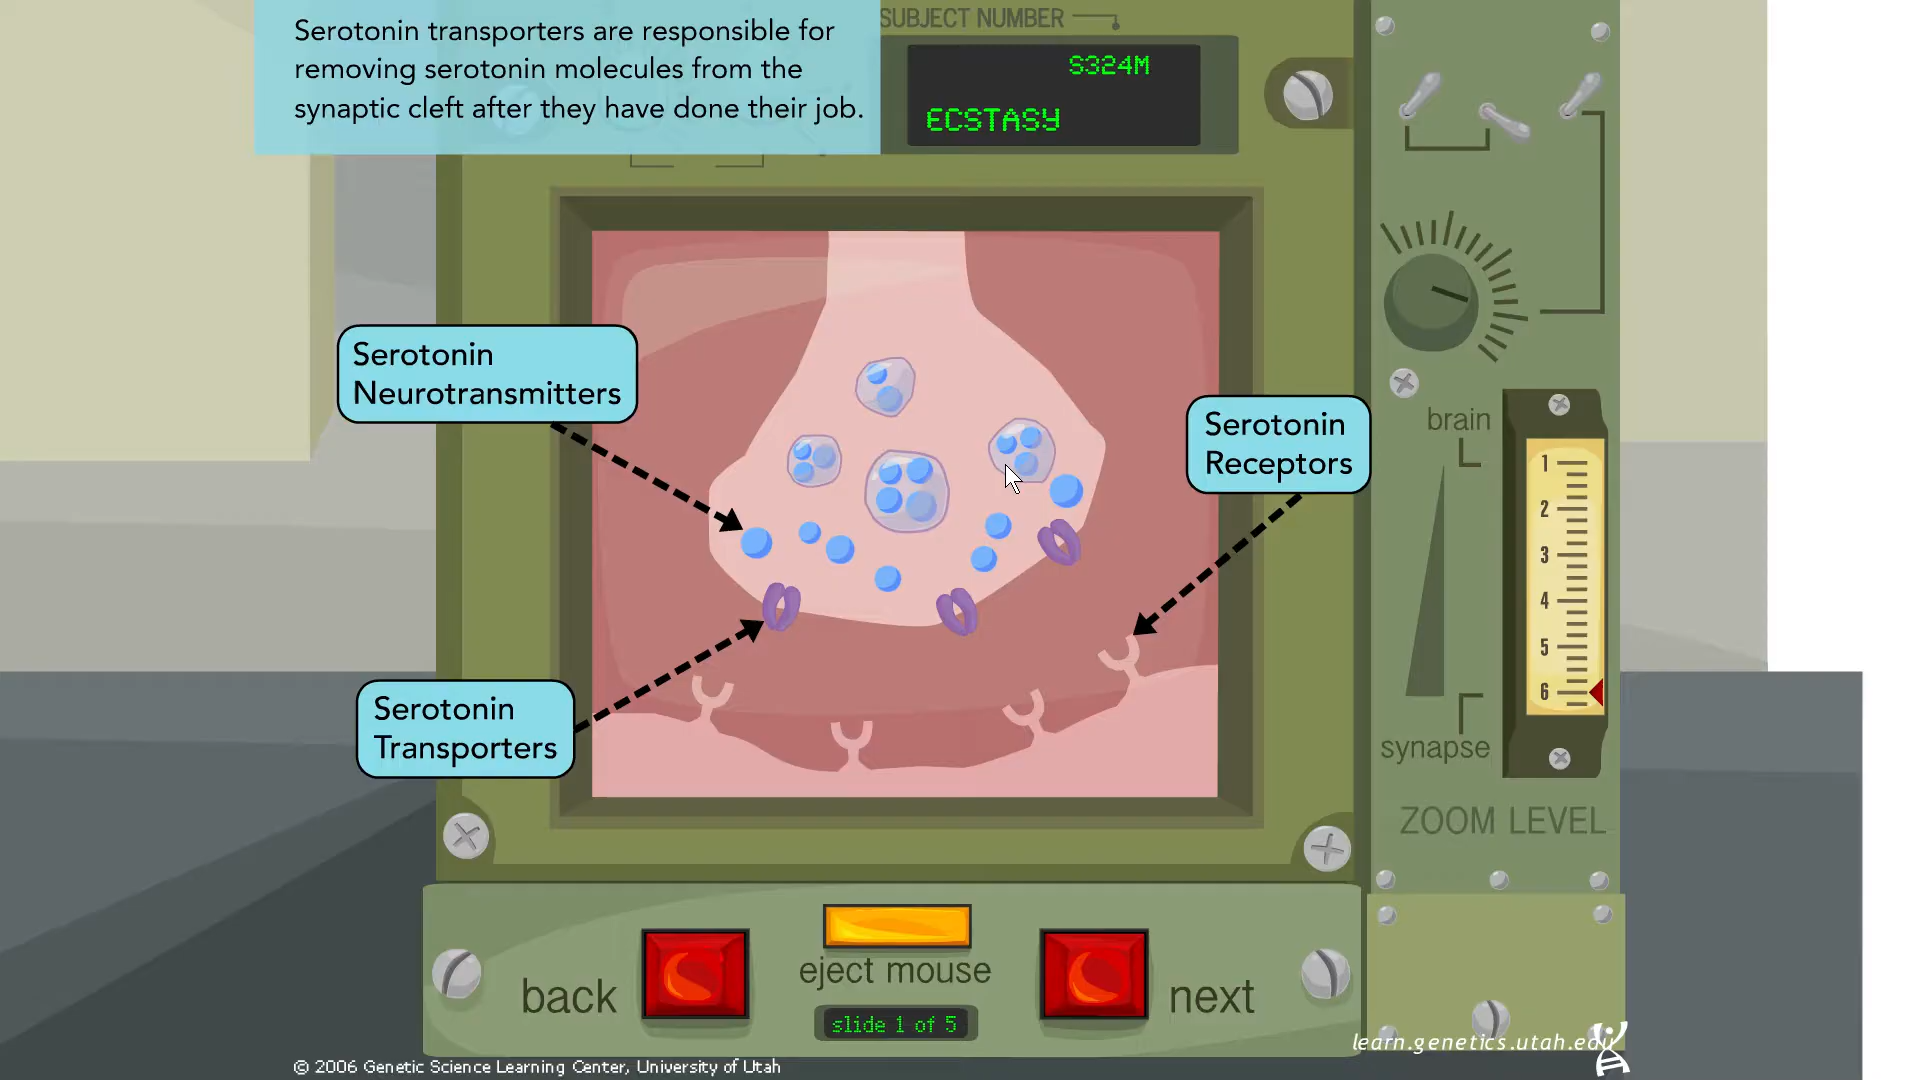 Serotonin transporters are responsible for
removing serotonin molecules from the
synaptic cleft after they have done their job.
SUBJECT NUMBER
S324M
ECSTASY
Serotonin
Neurotransmitters
Serotonin
Receptors
Serotonin
Transporters
brain
1
2
3
4
5
6
synapse
ZOOM LEVEL
back
eject mouse
next
slide 1 of 5
learn.genetics.utah.edu
© 2006 Genetic Science Learning Center, University of Utah